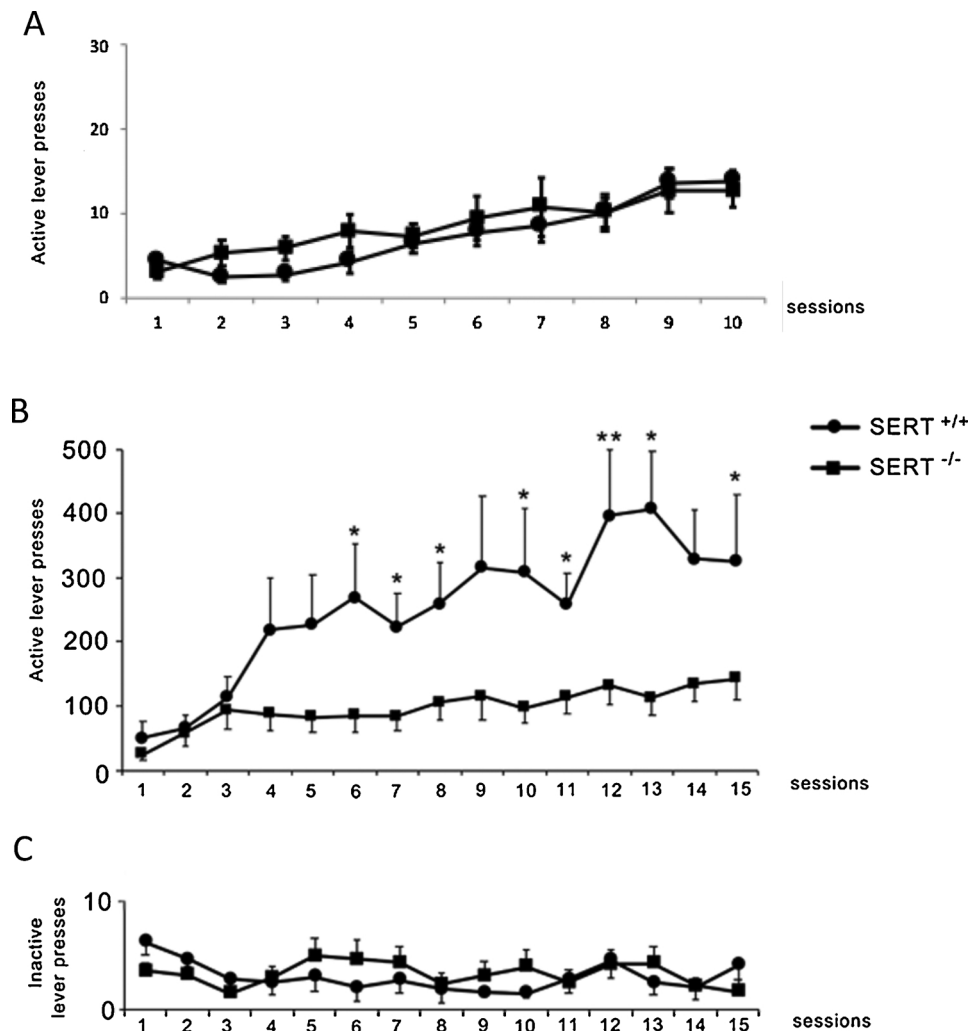 A
Active lever presses
30
20
10
0
1 2 3 4 5 6 7 8 9 10
sessions
B
Active lever presses
500
400
300
200
100
0
* * * * * ** * *
1 2 3 4 5 6 7 8 9 10 11 12 13 14 15
sessions
SERT +/+
SERT -/-
C
Inactive
lever presses
10
0
1 2 3 4 5 6 7 8 9 10 11 12 13 14 15
sessions